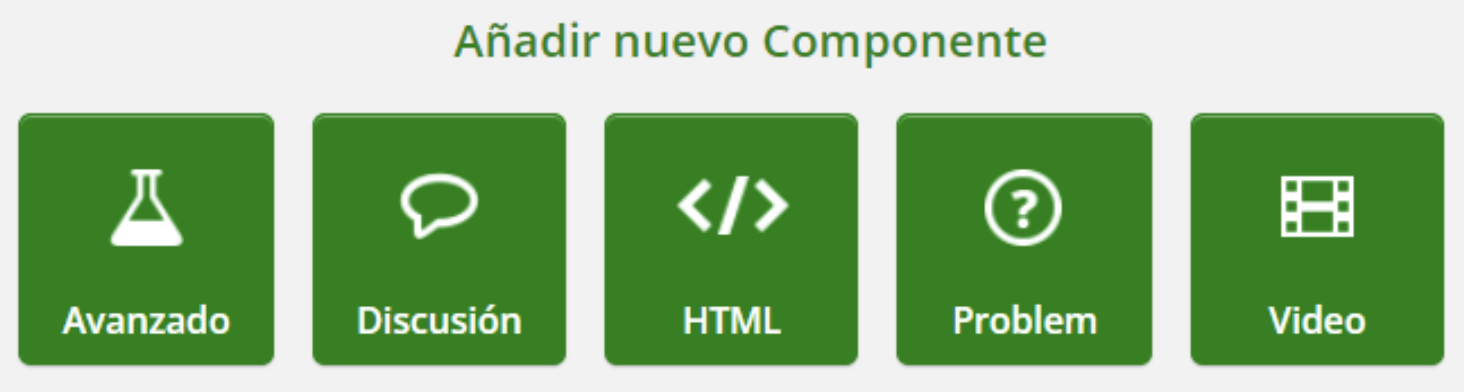 Añadir nuevo Componente
Avanzado
Discusión
HTML
Problem
Video